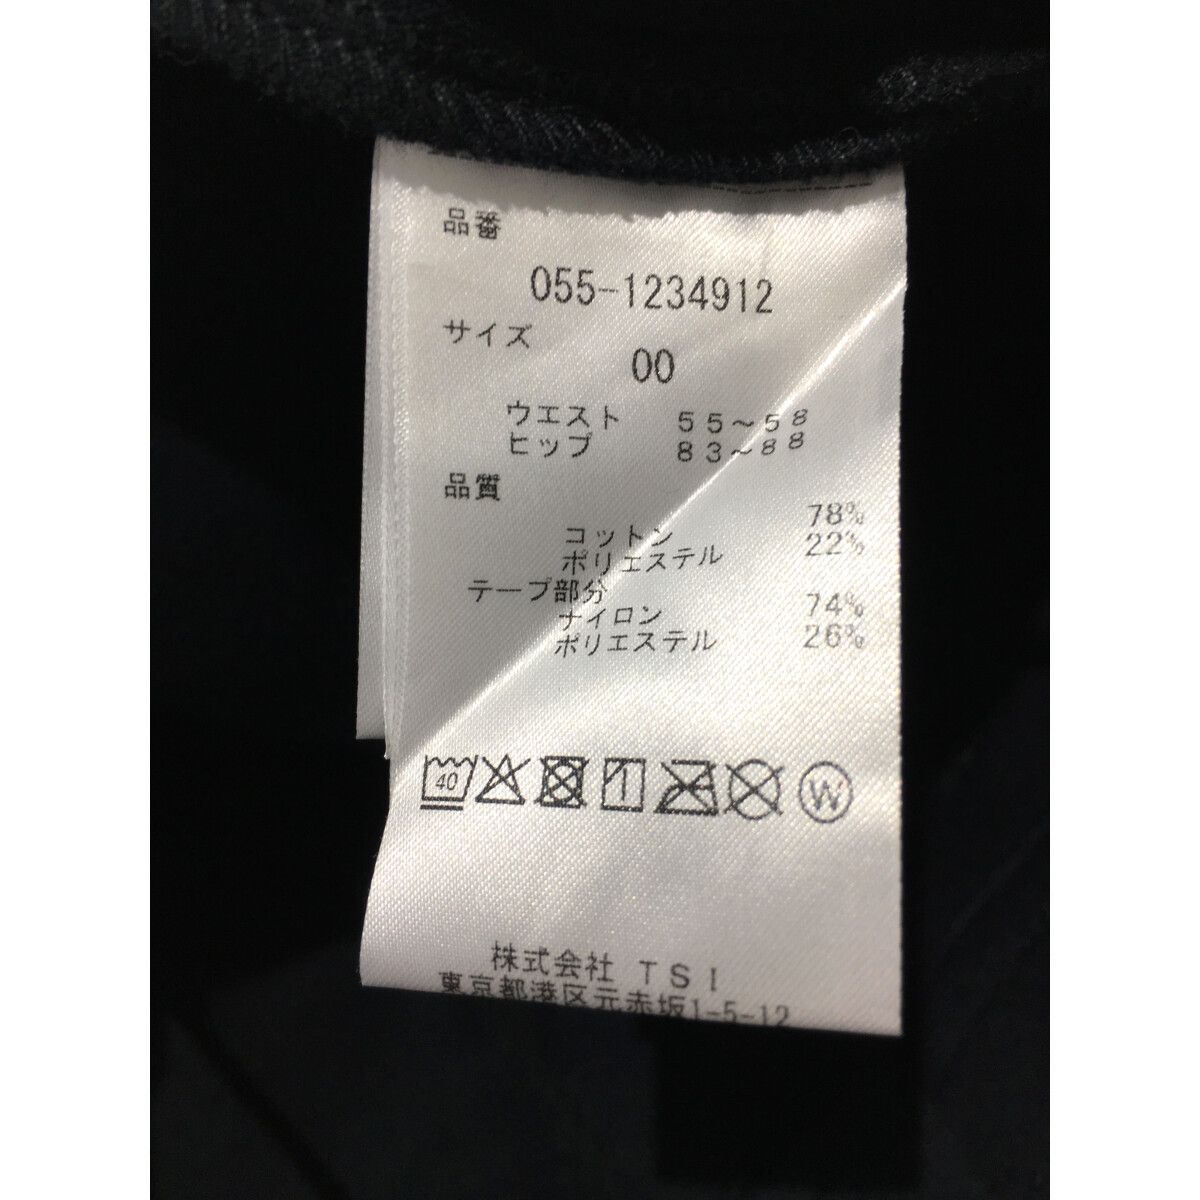 品番
055-1234912
サイズ
00
ウエスト 55～58
ヒップ 83～88
品質
コットン 78%
ポリエステル 22%
テープ部分
ナイロン 74%
ポリエステル 26%
40 W
株式会社 TSI
東京都港区元赤坂1-5-12